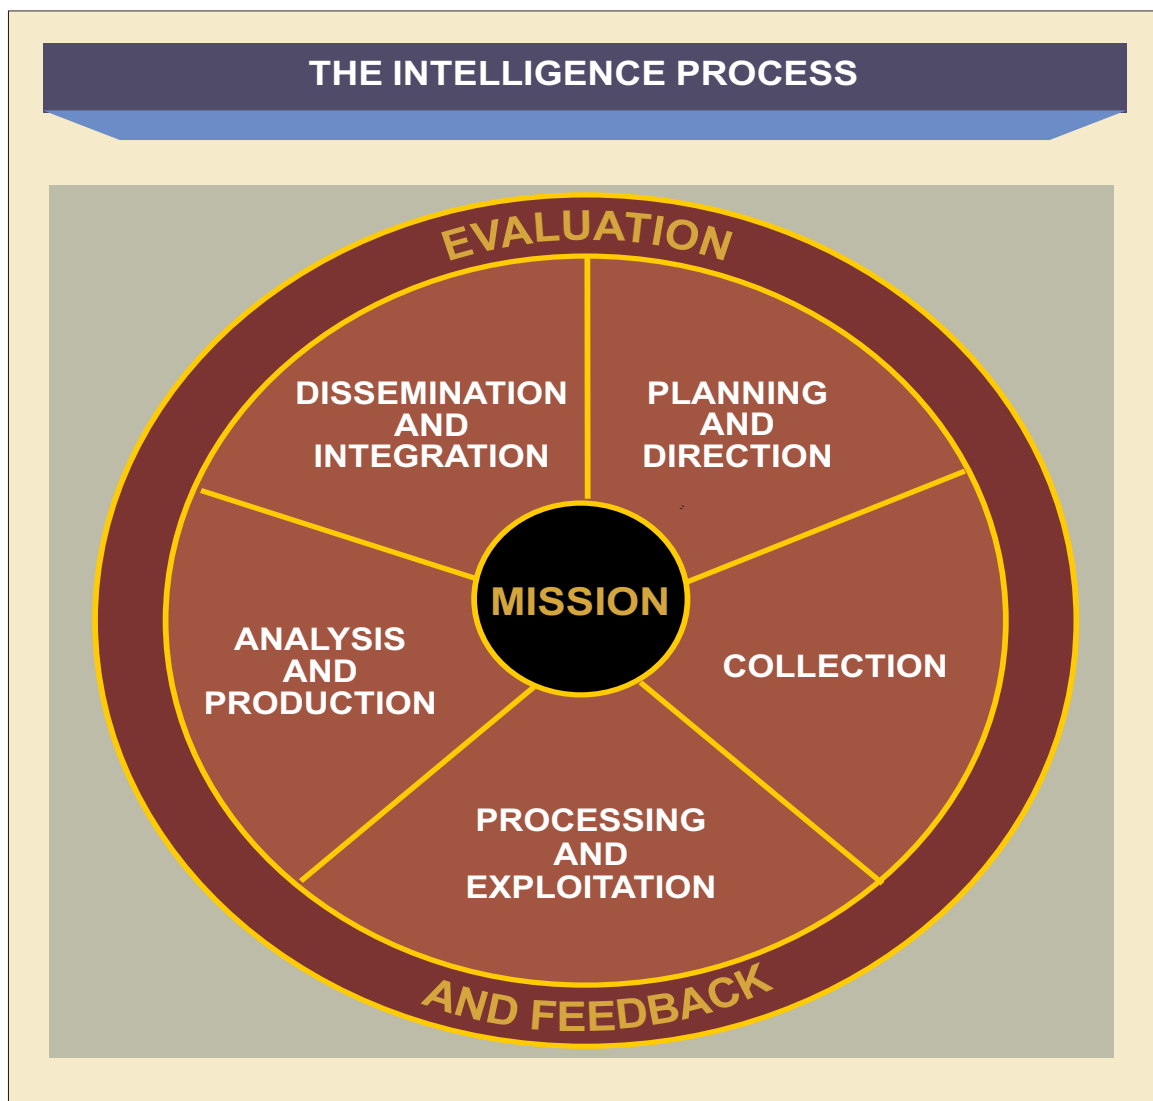 THE INTELLIGENCE PROCESS
EVALUATION
DISSEMINATION
AND
INTEGRATION
PLANNING
AND
DIRECTION
MISSION
ANALYSIS
AND
PRODUCTION
COLLECTION
PROCESSING
AND
EXPLOITATION
AND FEEDBACK